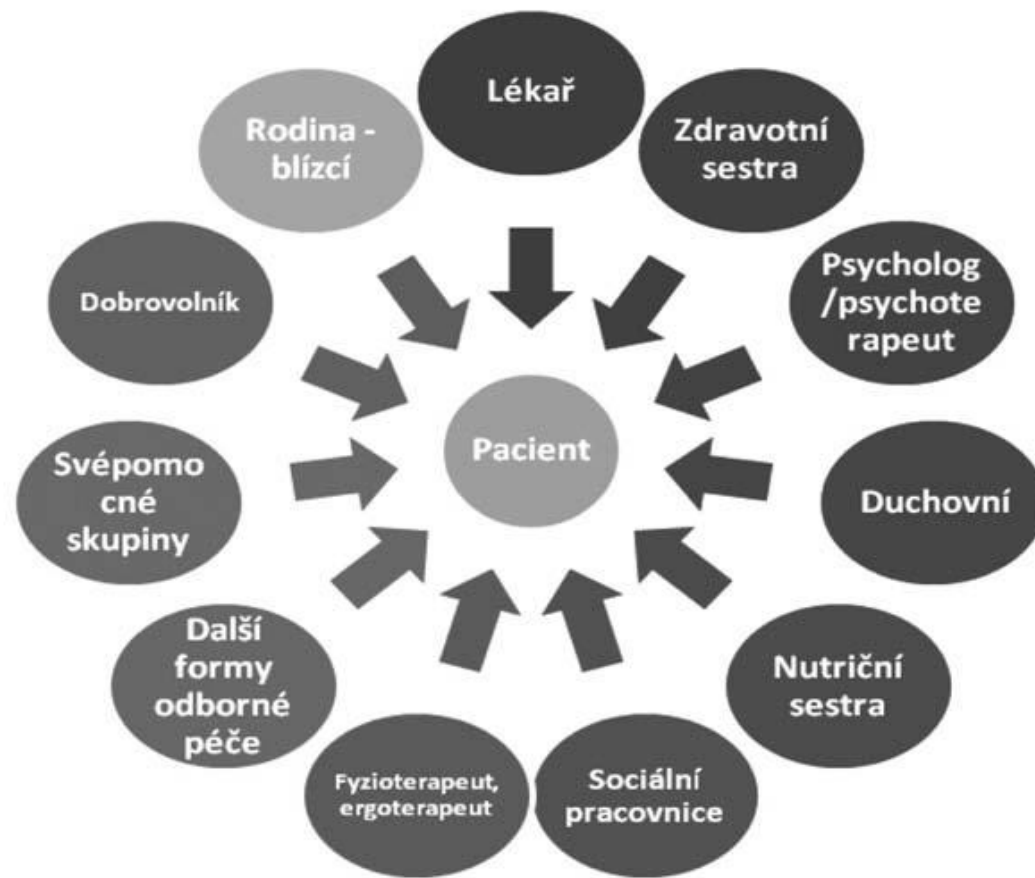 Lékař
Zdravotní
sestra
Psycholog
/psychote
rapeut
Duchovní
Nutriční
sestra
Sociální
pracovnice
Fyzioterapeut,
ergoterapeut
Další
formy
odborné
péče
Svépomo
cné
skupiny
Dobrovolník
Rodina -
blízcí
Pacient